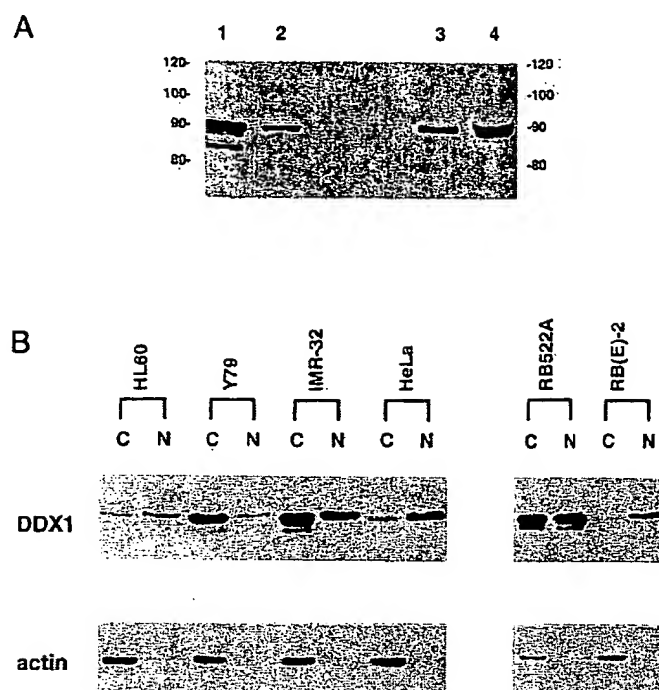 A
1 2 3 4
120- -120
100- -100
90- -90
80- -80
B
HL60 Y79 IMR-32 HeLa RB522A RB(E)-2
C N C N C N C N C N C N
DDX1
actin